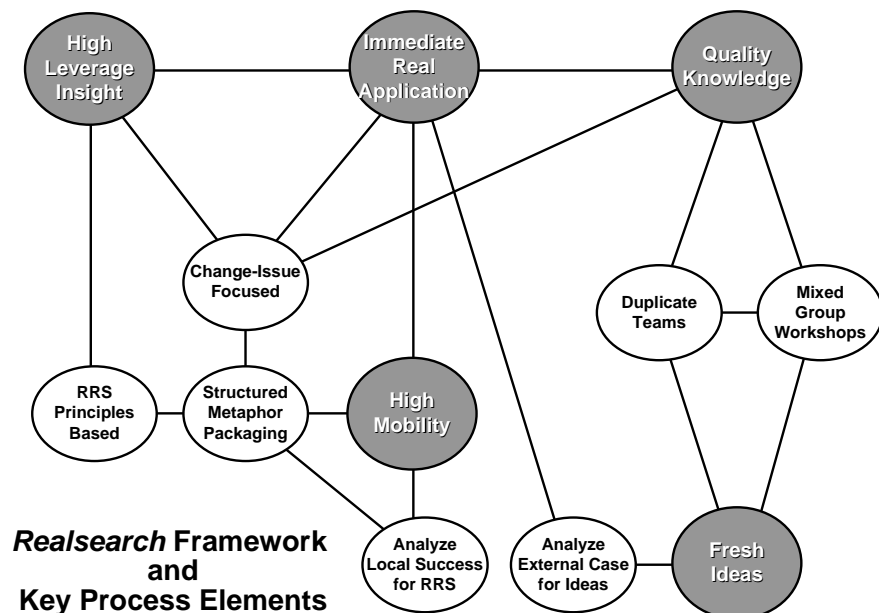 High
Leverage
Insight
Immediate
Real
Application
Quality
Knowledge
Change-Issue
Focused
Duplicate
Teams
Mixed
Group
Workshops
RRS
Principles
Based
Structured
Metaphor
Packaging
High
Mobility
Analyze
Local Success
for RRS
Analyze
External Case
for Ideas
Fresh
Ideas
Realsearch Framework
and
Key Process Elements